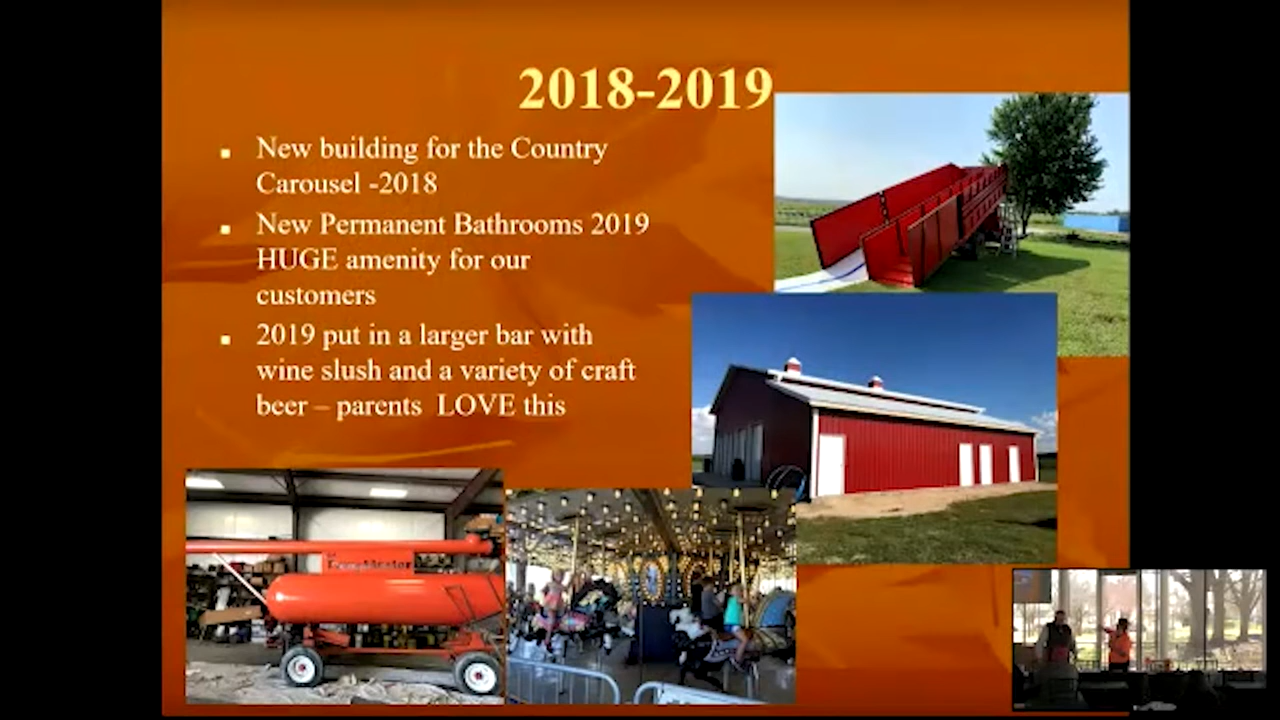 2018-2019
New building for the Country
Carousel -2018
New Permanent Bathrooms 2019
HUGE amenity for our
customers
2019 put in a larger bar with
wine slush and a variety of craft
beer – parents LOVE this